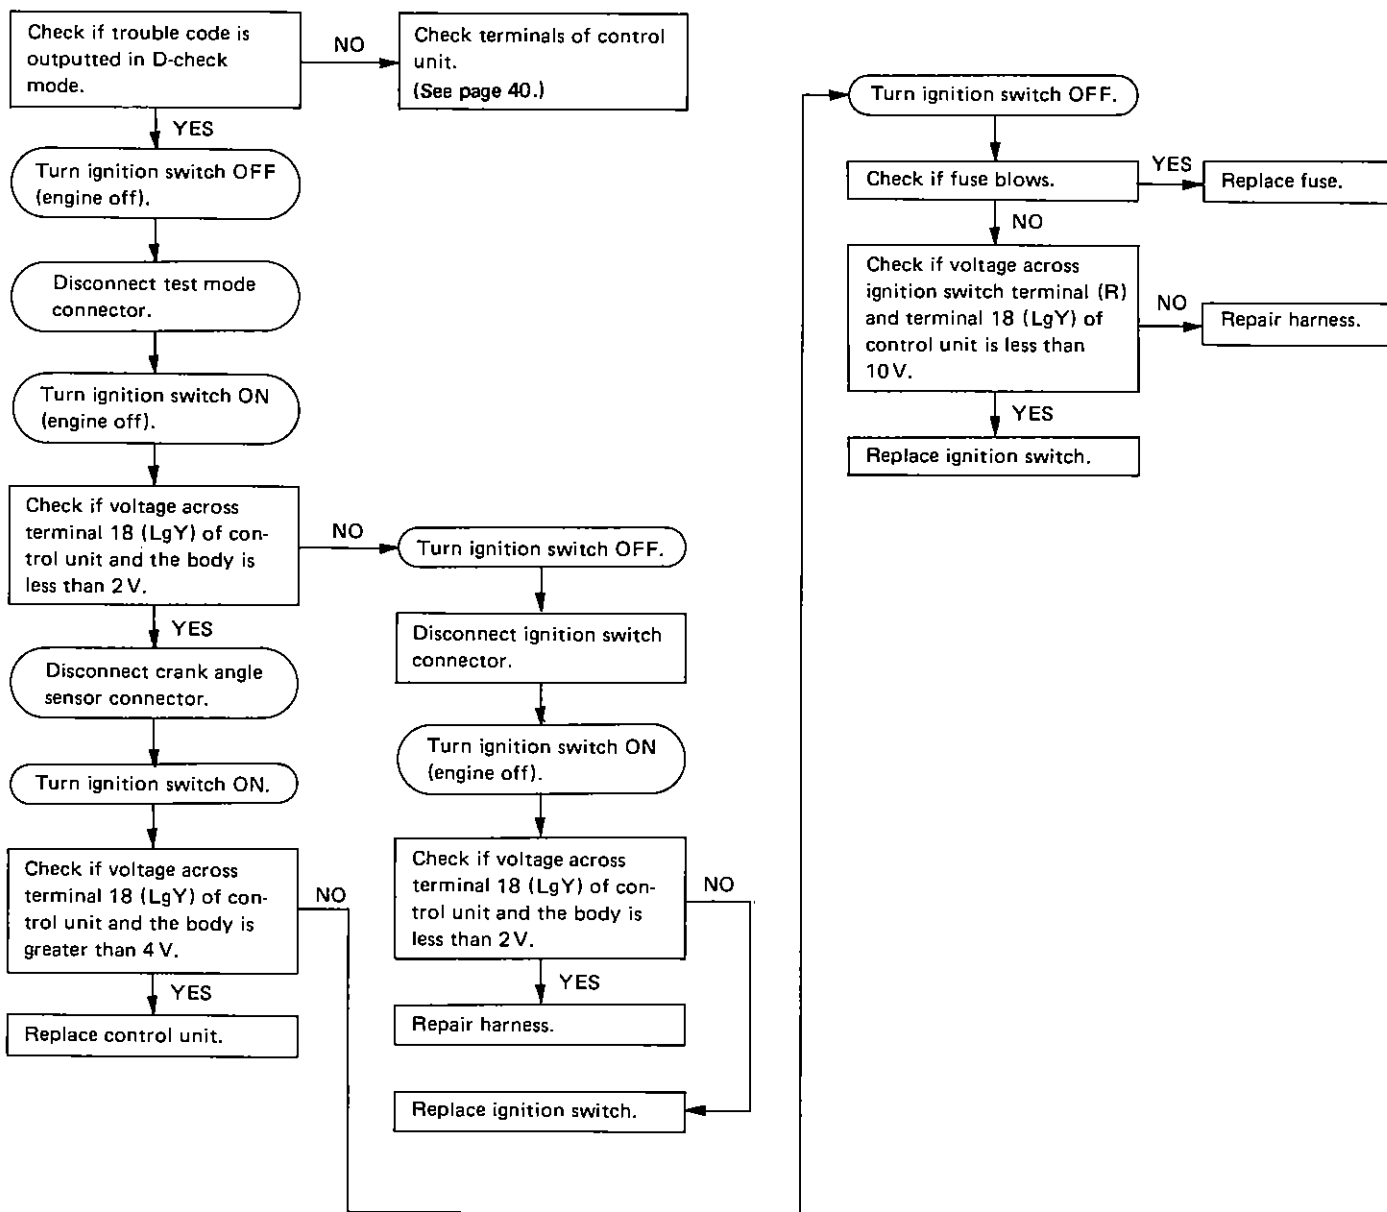 Check if trouble code is
outputted in D-check
mode.
NO
Check terminals of control
unit.
(See page 40.)
YES
Turn ignition switch OFF
(engine off).
Disconnect test mode
connector.
Turn ignition switch ON
(engine off).
Check if voltage across
terminal 18 (LgY) of con-
trol unit and the body is
less than 2 V.
NO
Turn ignition switch OFF.
YES
Disconnect crank angle
sensor connector.
Disconnect ignition switch
connector.
Turn ignition switch ON.
Turn ignition switch ON
(engine off).
Check if voltage across
terminal 18 (LgY) of con-
trol unit and the body is
greater than 4 V.
NO
Check if voltage across
terminal 18 (LgY) of con-
trol unit and the body is
less than 2 V.
NO
YES
Replace control unit.
YES
Repair harness.
Replace ignition switch.
Turn ignition switch OFF.
Check if fuse blows.
YES
Replace fuse.
NO
Check if voltage across
ignition switch terminal (R)
and terminal 18 (LgY) of
control unit is less than
10 V.
NO
Repair harness.
YES
Replace ignition switch.